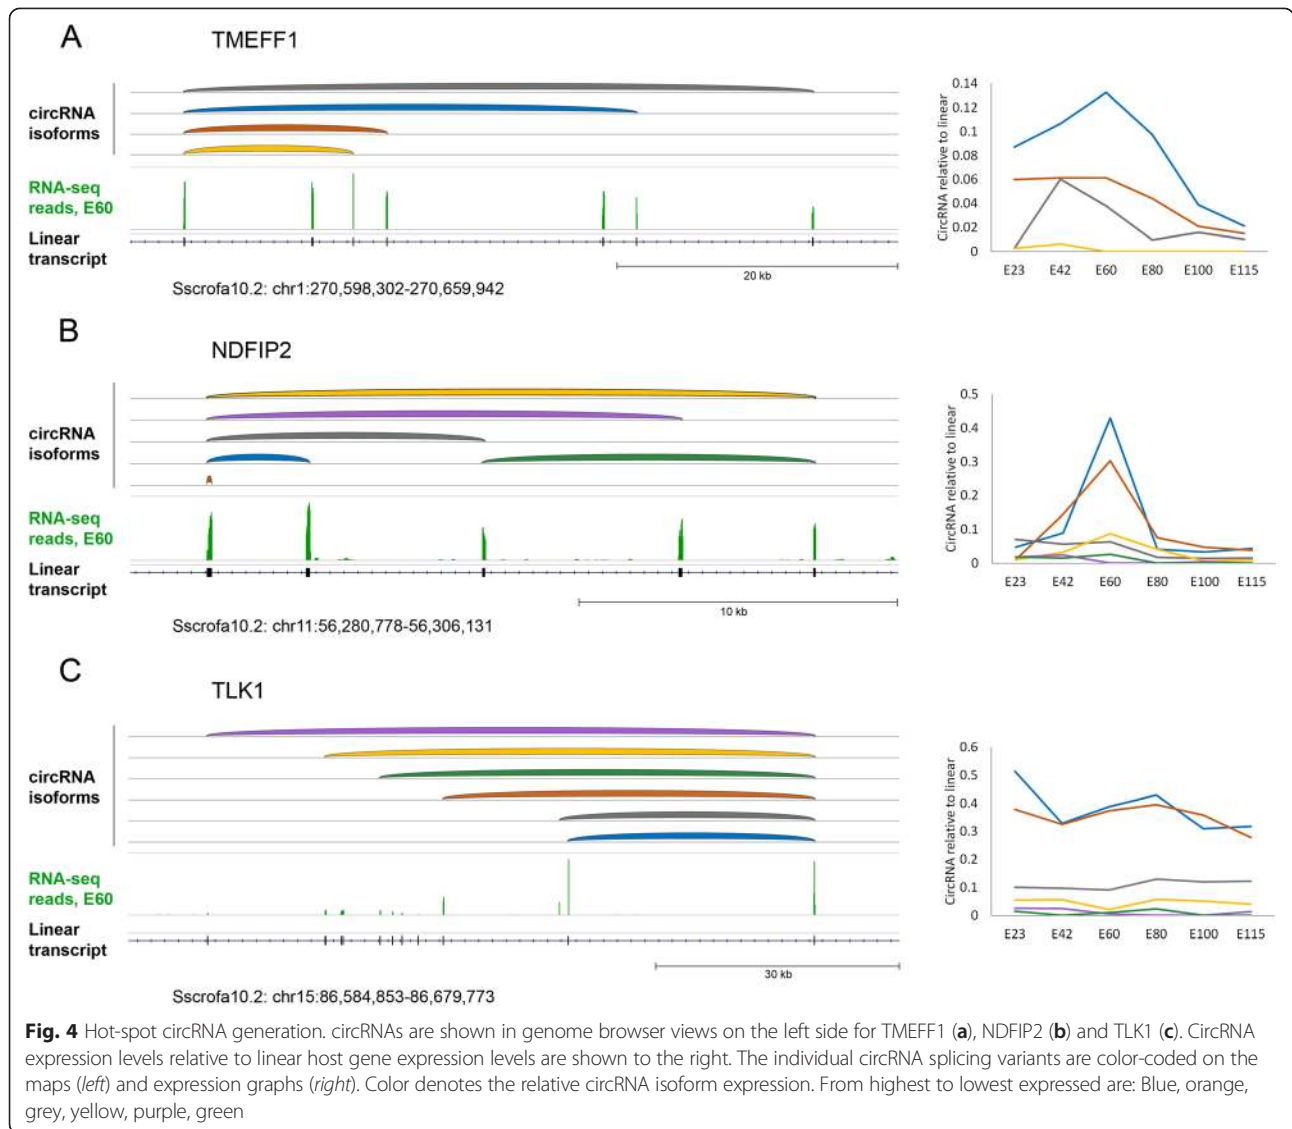 A
TMEFF1
circRNA
isoforms
RNA-seq
reads, E60
Linear
transcript
20 kb
Sscrofa10.2: chr1:270,598,302-270,659,942
CircRNA relative to linear
0.14
0.12
0.1
0.08
0.06
0.04
0.02
0
E23 E42 E60 E80 E100 E115
B
NDFIP2
circRNA
isoforms
RNA-seq
reads, E60
Linear
transcript
10 kb
Sscrofa10.2: chr11:56,280,778-56,306,131
CircRNA relative to linear
0.5
0.4
0.3
0.2
0.1
0
E23 E42 E60 E80 E100 E115
C
TLK1
circRNA
isoforms
RNA-seq
reads, E60
Linear
transcript
30 kb
Sscrofa10.2: chr15:86,584,853-86,679,773
CircRNA relative to linear
0.6
0.5
0.4
0.3
0.2
0.1
0
E23 E42 E60 E80 E100 E115
Fig. 4 Hot-spot circRNA generation. circRNAs are shown in genome browser views on the left side for TMEFF1 (a), NDFIP2 (b) and TLK1 (c). CircRNA
expression levels relative to linear host gene expression levels are shown to the right. The individual circRNA splicing variants are color-coded on the
maps (left) and expression graphs (right). Color denotes the relative circRNA isoform expression. From highest to lowest expressed are: Blue, orange,
grey, yellow, purple, green